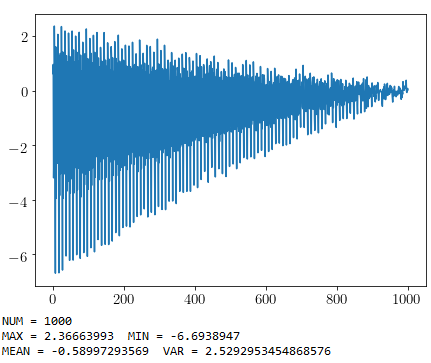 2
0
−2
−4
−6
0 200 400 600 800 1000
NUM = 1000
MAX = 2.36663993 MIN = -6.6938947
MEAN = -0.58997293569 VAR = 2.5292953454868576